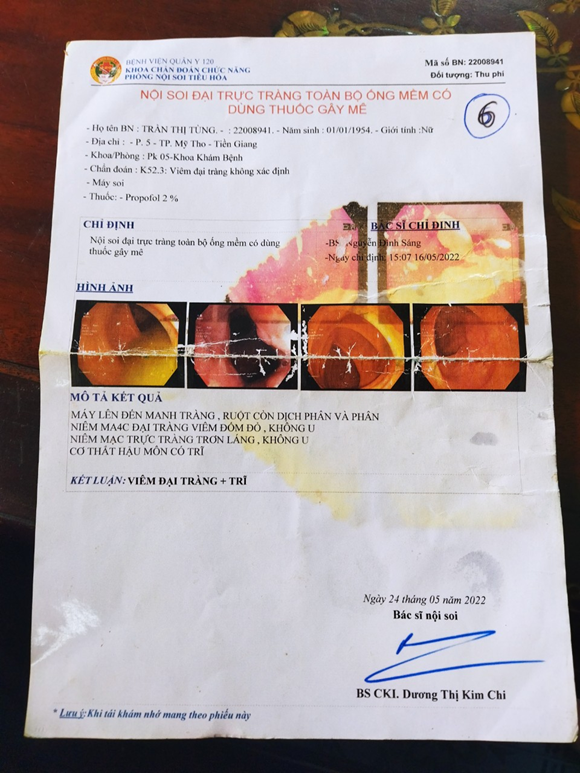 BỆNH VIỆN QUÂN Y 120
KHOA CHẨN ĐOÁN CHỨC NĂNG
PHÒNG NỘI SOI TIÊU HÓA
Mã số BN: 22008941
Đối tượng: Thu phí
NỘI SOI ĐẠI TRỰC TRÀNG TOÀN BỘ ỐNG MỀM CÓ
DÙNG THUỐC GÂY MÊ
6
- Họ tên BN : TRẦN THỊ TÙNG. - : 22008941. - Năm sinh : 01/01/1954. - Giới tính :Nữ
- Địa chỉ : - P. 5 - TP. Mỹ Tho - Tiền Giang
- Khoa/Phòng : Pk 05-Khoa Khám Bệnh
- Chẩn đoán : K52.3: Viêm đại tràng không xác định
- Máy soi
- Thuốc: - Propofol 2 %
CHỈ ĐỊNH
BÁC SĨ CHỈ ĐỊNH
Nội soi đại trực tràng toàn bộ ống mềm có dùng
thuốc gây mê
-BS. Nguyễn Đình Sáng
-Ngày chỉ định: 15:07 16/05/2022
HÌNH ẢNH
MÔ TẢ KẾT QUẢ
MÁY LÊN ĐẾN MANH TRÀNG , RUỘT CÒN DỊCH PHÂN VÀ PHÂN
NIÊM MA4C ĐẠI TRÀNG VIÊM ĐỐM ĐỎ , KHÔNG U
NIÊM MẠC TRỰC TRÀNG TRƠN LÁNG , KHÔNG U
CƠ THẮT HẬU MÔN CÓ TRĨ
KẾT LUẬN: VIÊM ĐẠI TRÀNG + TRĨ
Ngày 24 tháng 05 năm 2022
Bác sĩ nội soi
BS CKI. Dương Thị Kim Chi
* Lưu ý: Khi tái khám nhớ mang theo phiếu này